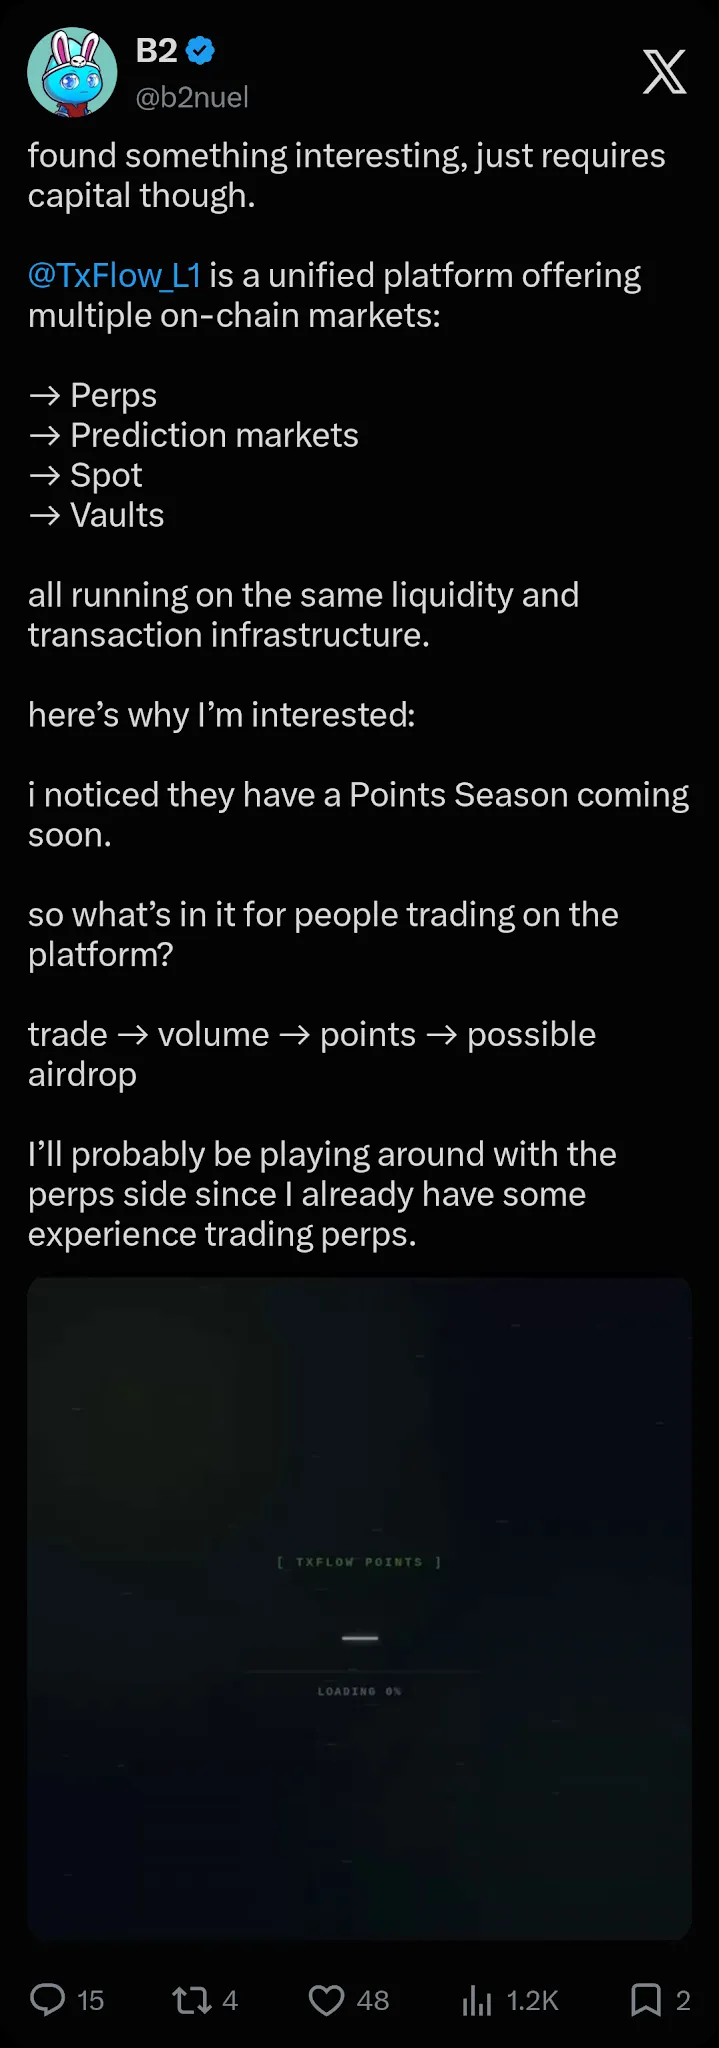 B2
@b2nuel
found something interesting, just requires
capital though.
@TxFlow_L1 is a unified platform offering
multiple on-chain markets:
→ Perps
→ Prediction markets
→ Spot
→ Vaults
all running on the same liquidity and
transaction infrastructure.
here’s why I’m interested:
i noticed they have a Points Season coming
soon.
so what’s in it for people trading on the
platform?
trade → volume → points → possible
airdrop
I’ll probably be playing around with the
perps side since I already have some
experience trading perps.
[ TXFLOW POINTS ]
LOADING 0%
15 4 48 1.2K 2